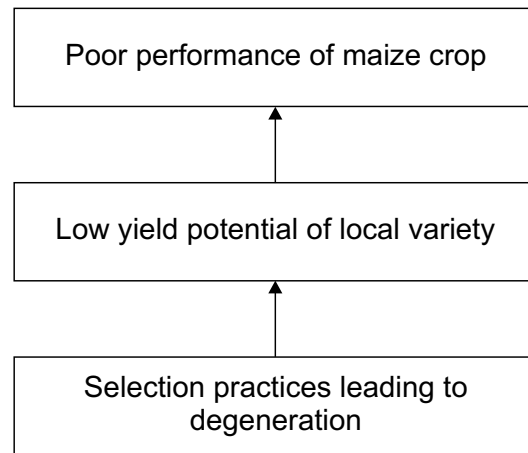 Poor performance of maize crop
Low yield potential of local variety
Selection practices leading to
degeneration